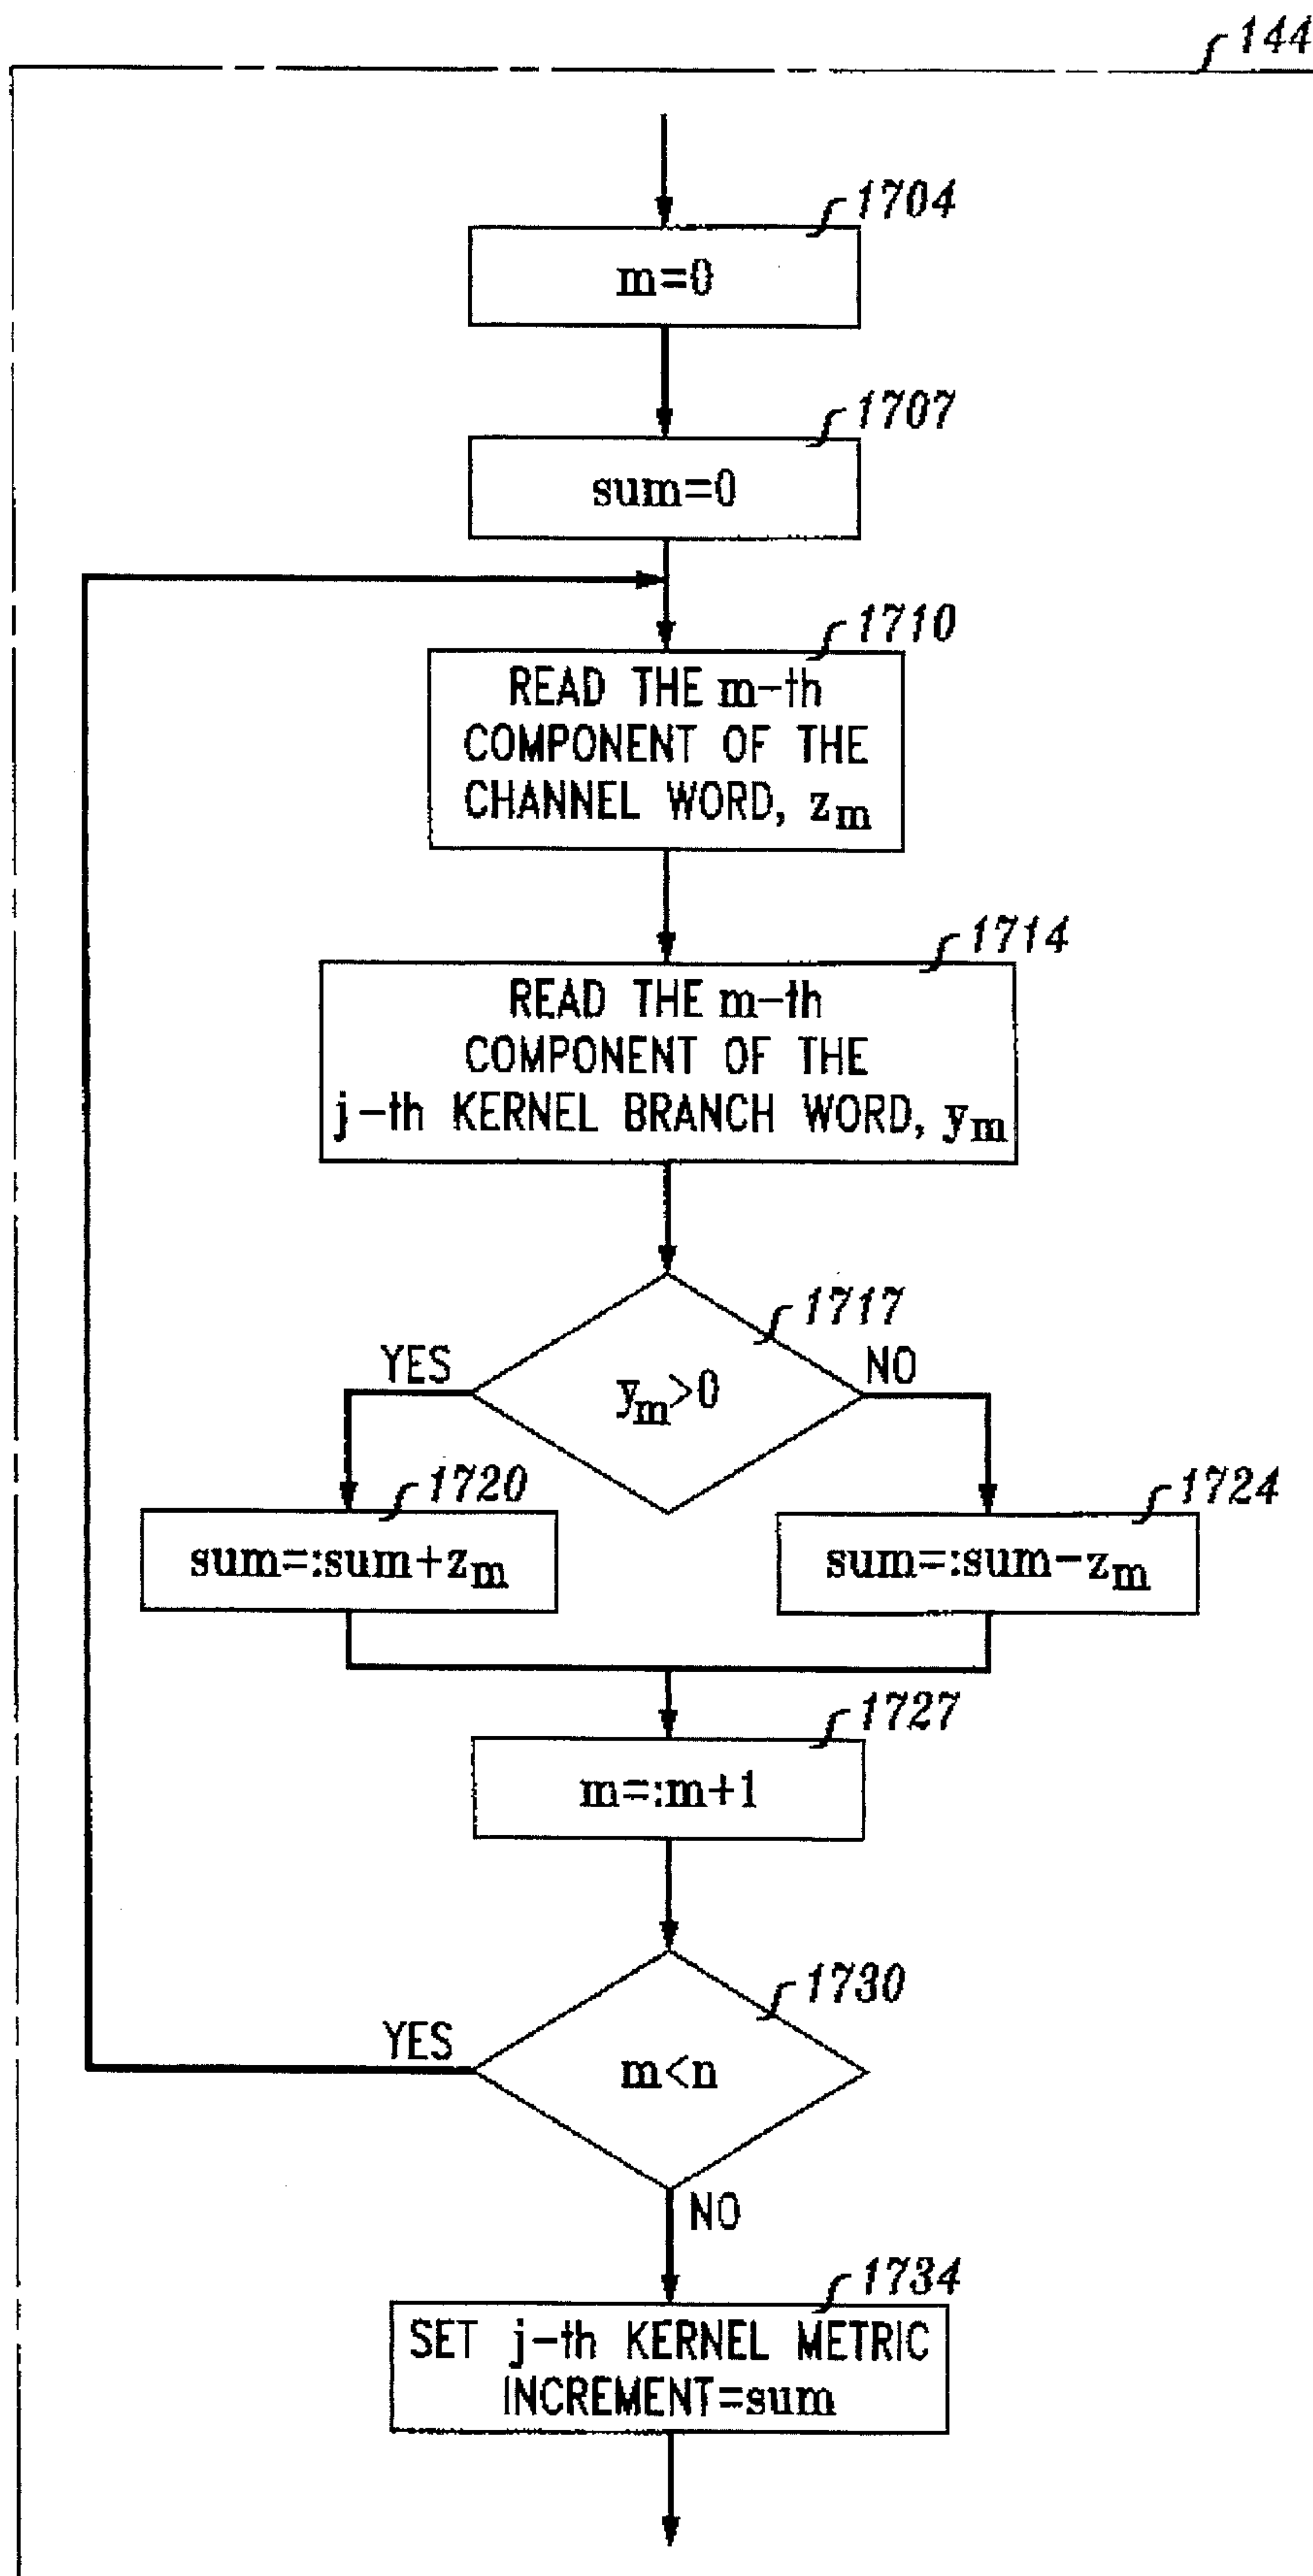 144
1704
m=0
1707
sum=0
1710
READ THE m-th
COMPONENT OF THE
CHANNEL WORD, zm
1714
READ THE m-th
COMPONENT OF THE
j-th KERNEL BRANCH WORD, ym
1717
YES
NO
ym>0
1720
1724
sum=:sum+zm
sum=:sum-zm
1727
m=:m+1
1730
YES
m<n
NO
1734
SET j-th KERNEL METRIC
INCREMENT=sum